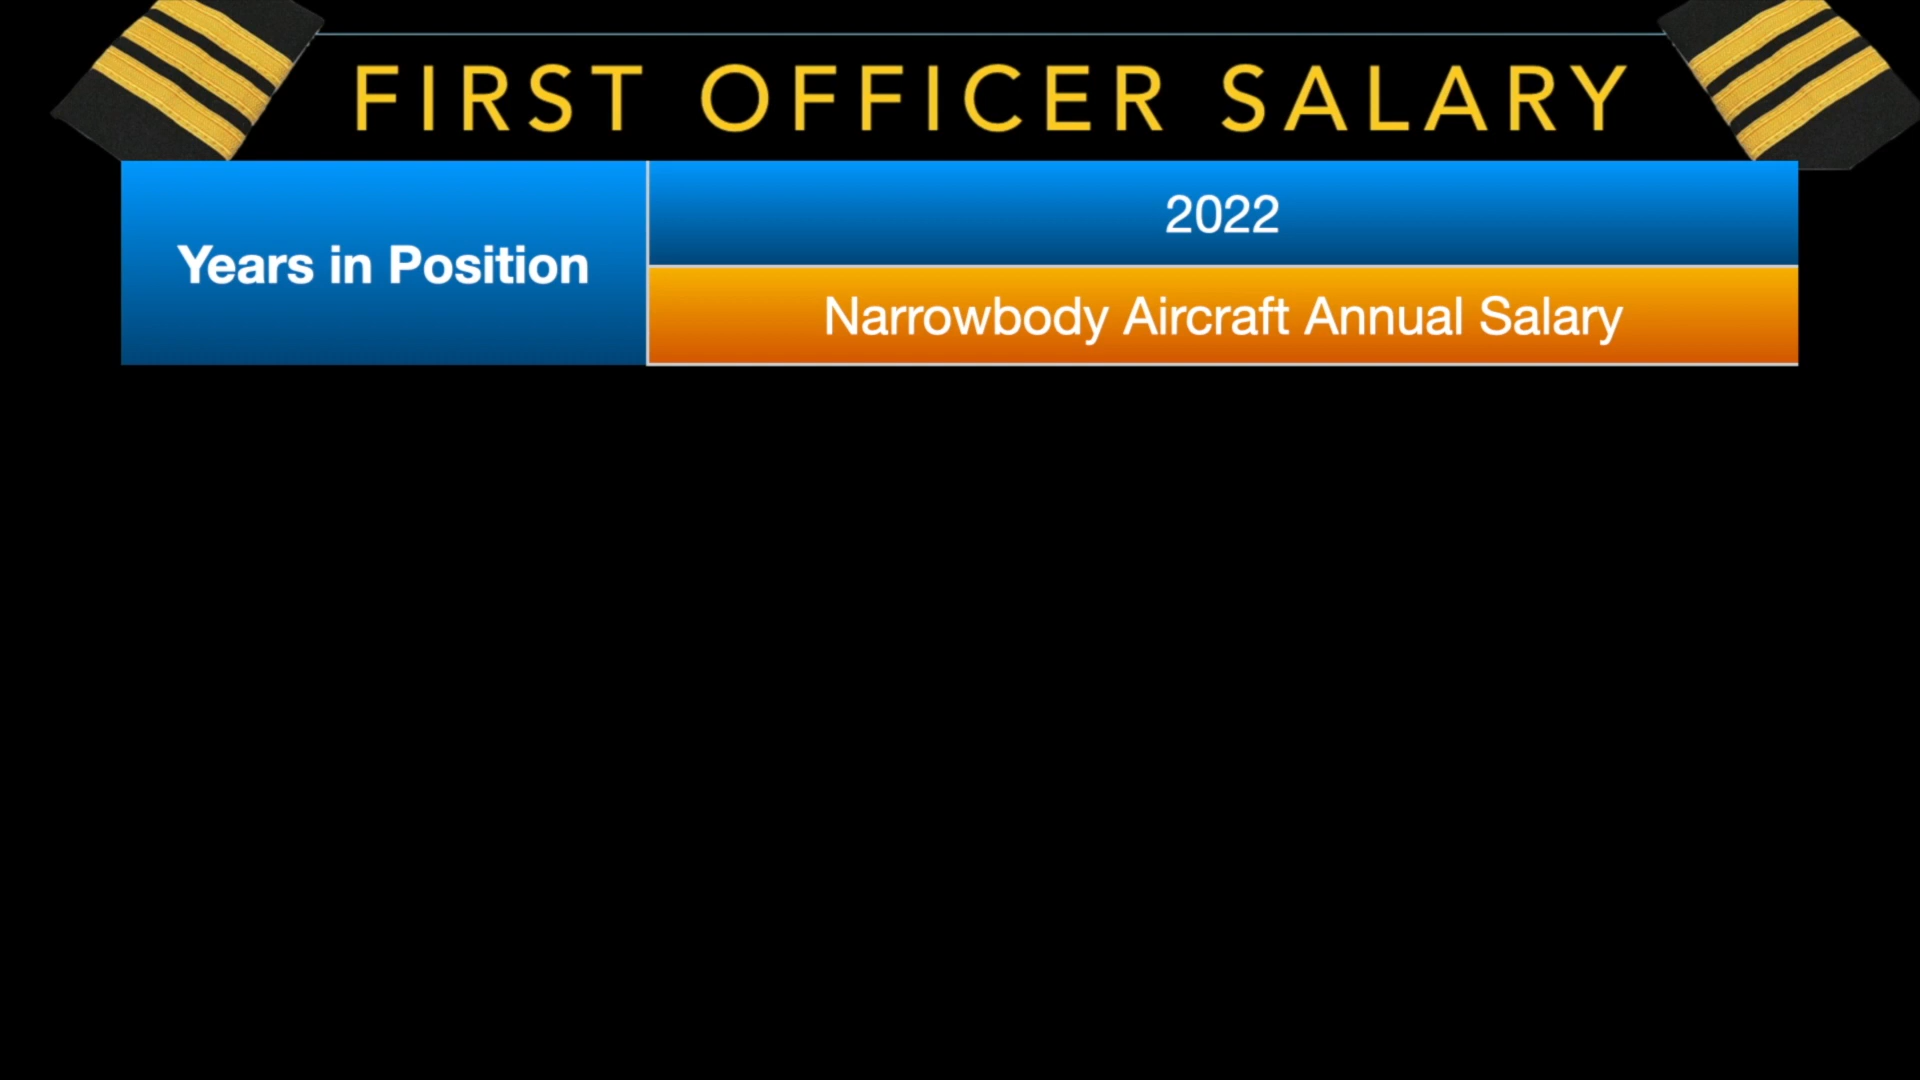 FIRST OFFICER SALARY
Years in Position
2022
Narrowbody Aircraft Annual Salary